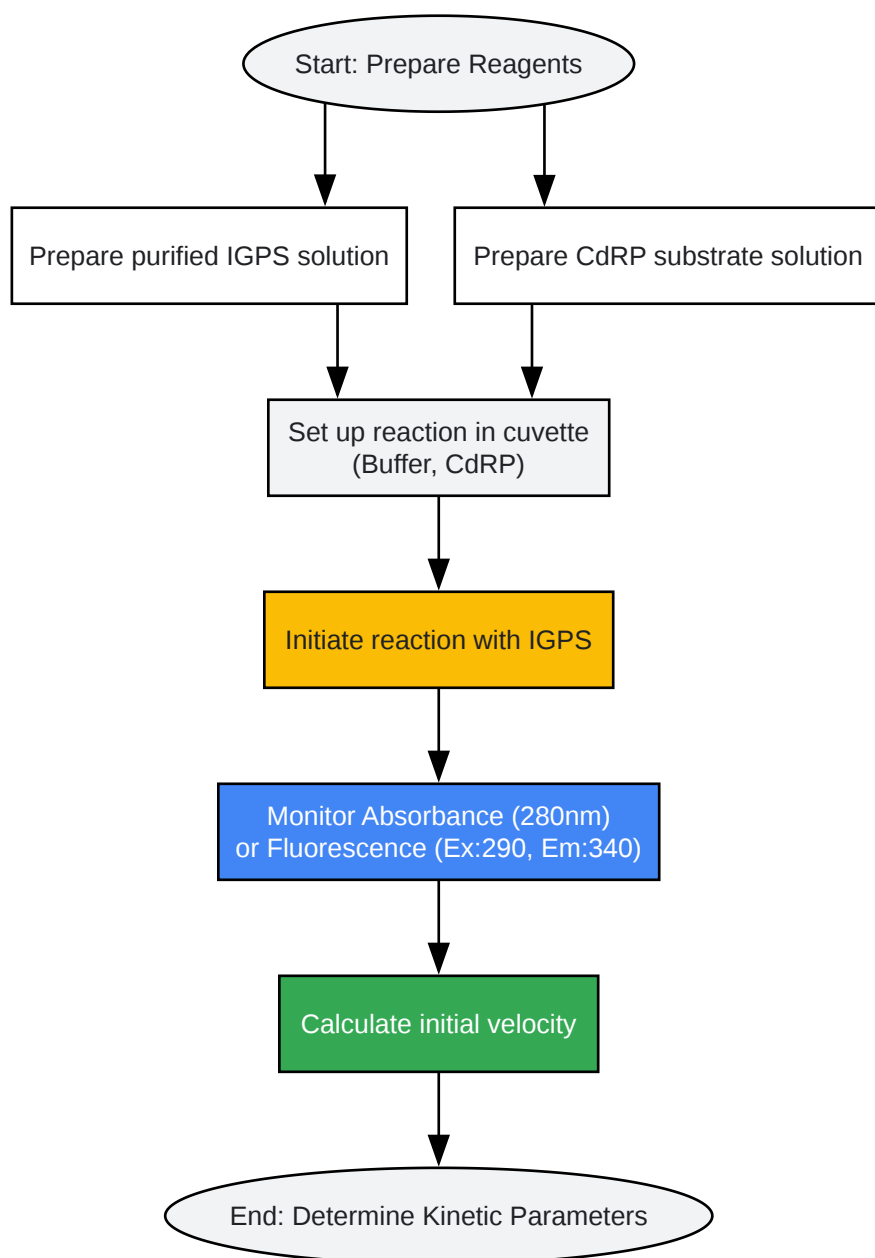 Start: Prepare Reagents
Prepare purified IGPS solution
Prepare CdRP substrate solution
Set up reaction in cuvette
(Buffer, CdRP)
Initiate reaction with IGPS
Monitor Absorbance (280nm)
or Fluorescence (Ex:290, Em:340)
Calculate initial velocity
End: Determine Kinetic Parameters